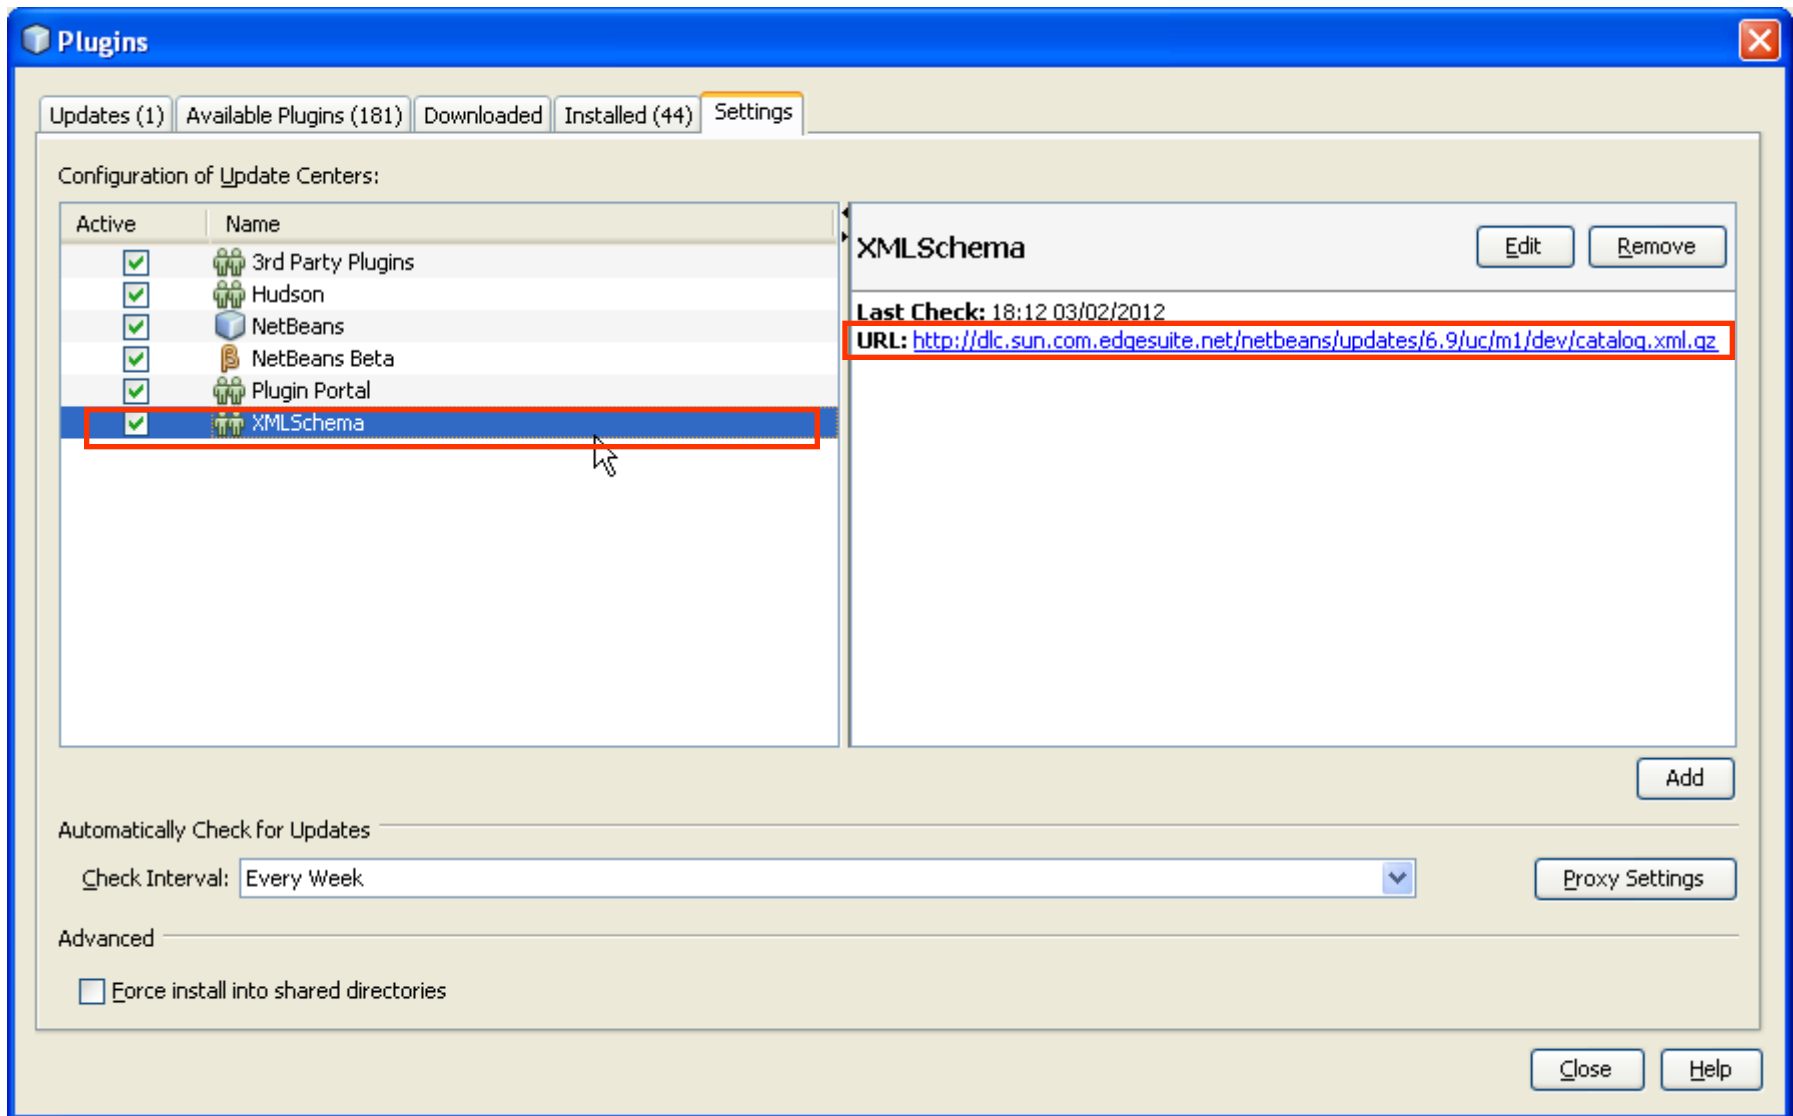 Plugins
Updates (1) Available Plugins (181) Downloaded Installed (44) Settings
Configuration of Update Centers:
Active Name
3rd Party Plugins
Hudson
NetBeans
NetBeans Beta
Plugin Portal
XMLSchema
XMLSchema Edit Remove
Last Check: 18:12 03/02/2012
URL: http://dlc.sun.com.edgesuite.net/netbeans/updates/6.9/uc/m1/dev/catalog.xml.gz
Add
Automatically Check for Updates
Check Interval: Every Week Proxy Settings
Advanced
Force install into shared directories
Close Help